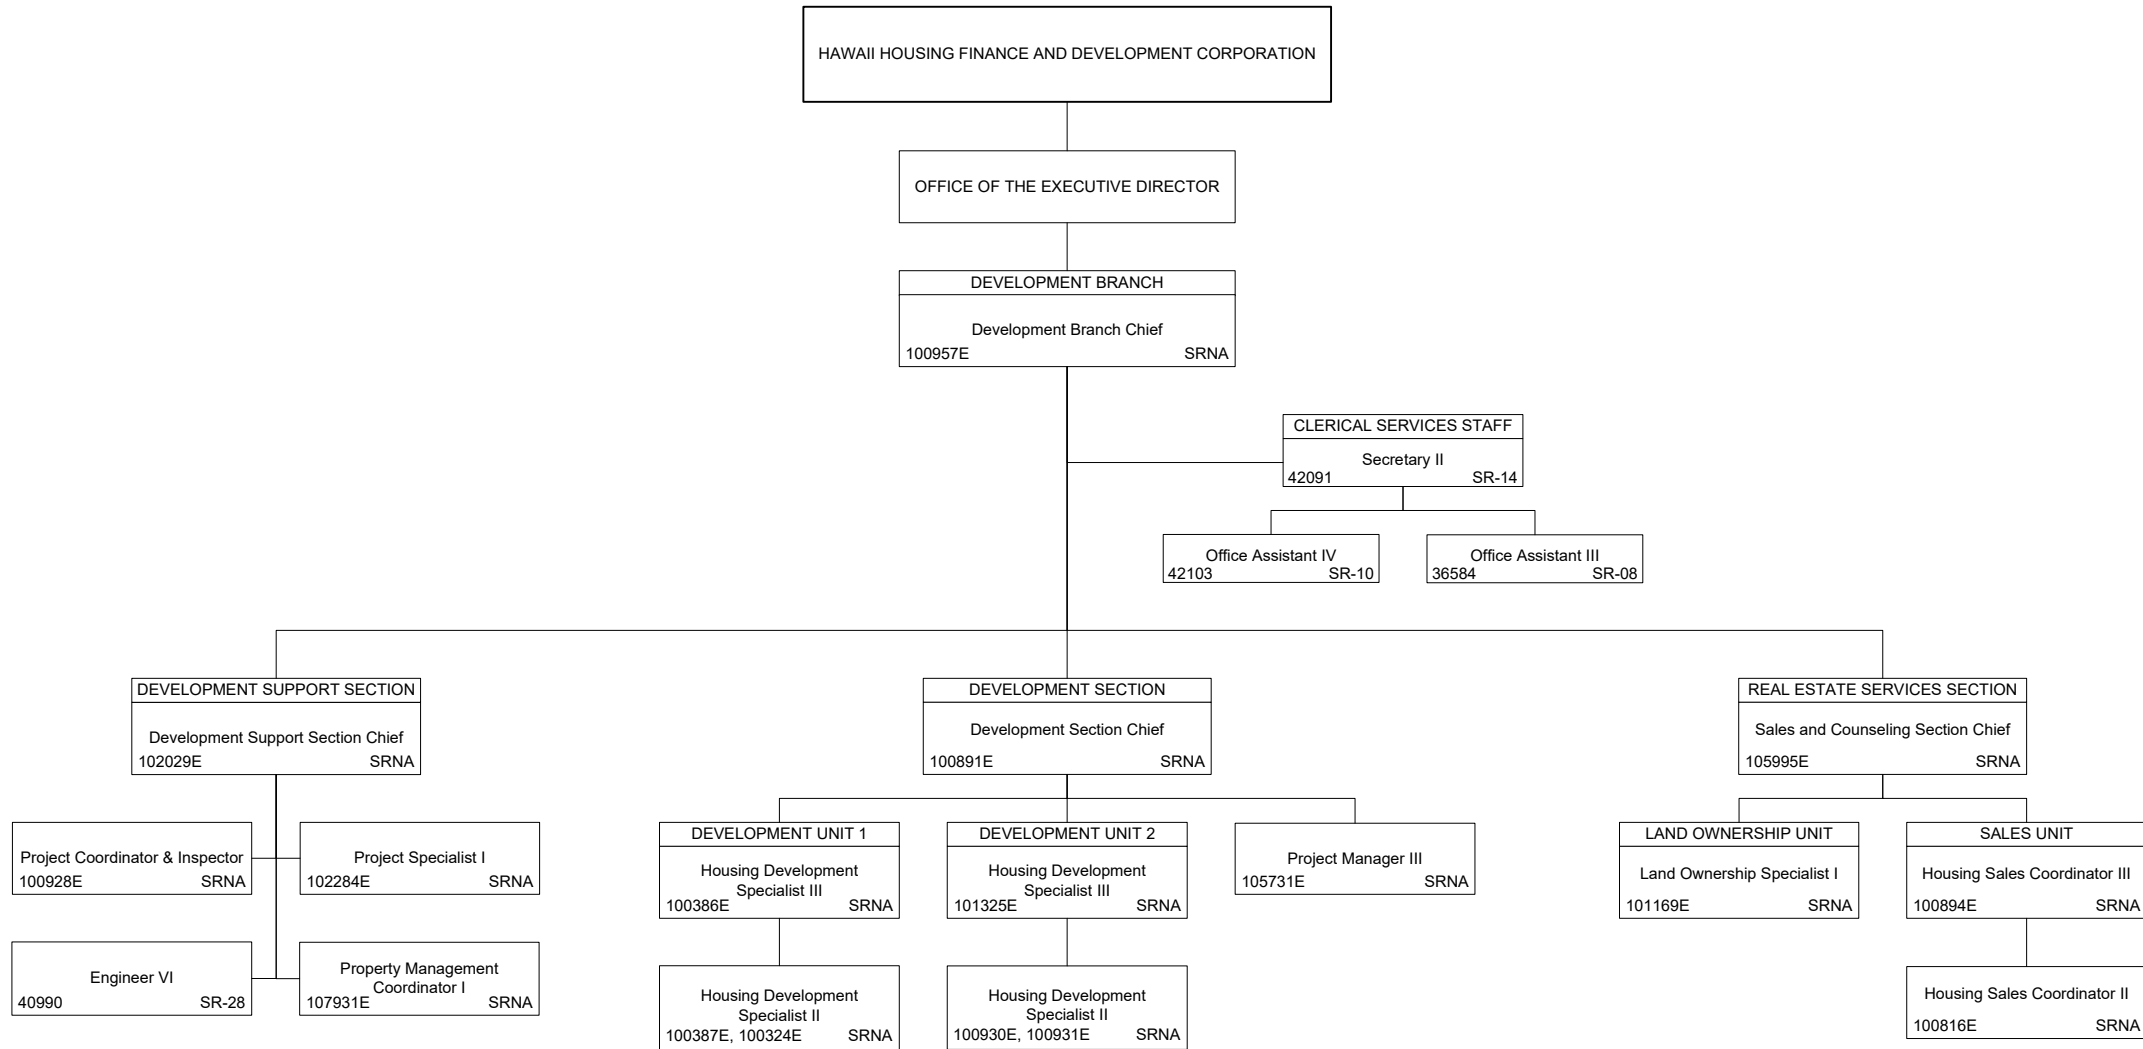 HAWAII HOUSING FINANCE AND DEVELOPMENT CORPORATION
OFFICE OF THE EXECUTIVE DIRECTOR
DEVELOPMENT BRANCH
Development Branch Chief
100957E SRNA
CLERICAL SERVICES STAFF
Secretary II
42091 SR-14
Office Assistant IV
42103 SR-10
Office Assistant III
36584 SR-08
DEVELOPMENT SUPPORT SECTION
Development Support Section Chief
102029E SRNA
Project Coordinator & Inspector
100928E SRNA
Project Specialist I
102284E SRNA
Engineer VI
40990 SR-28
Property Management
Coordinator I
107931E SRNA
DEVELOPMENT SECTION
Development Section Chief
100891E SRNA
DEVELOPMENT UNIT 1
Housing Development
Specialist III
100386E SRNA
Housing Development
Specialist II
100387E, 100324E SRNA
DEVELOPMENT UNIT 2
Housing Development
Specialist III
101325E SRNA
Housing Development
Specialist II
100930E, 100931E SRNA
Project Manager III
105731E SRNA
REAL ESTATE SERVICES SECTION
Sales and Counseling Section Chief
105995E SRNA
LAND OWNERSHIP UNIT
Land Ownership Specialist I
101169E SRNA
SALES UNIT
Housing Sales Coordinator III
100894E SRNA
Housing Sales Coordinator II
100816E SRNA